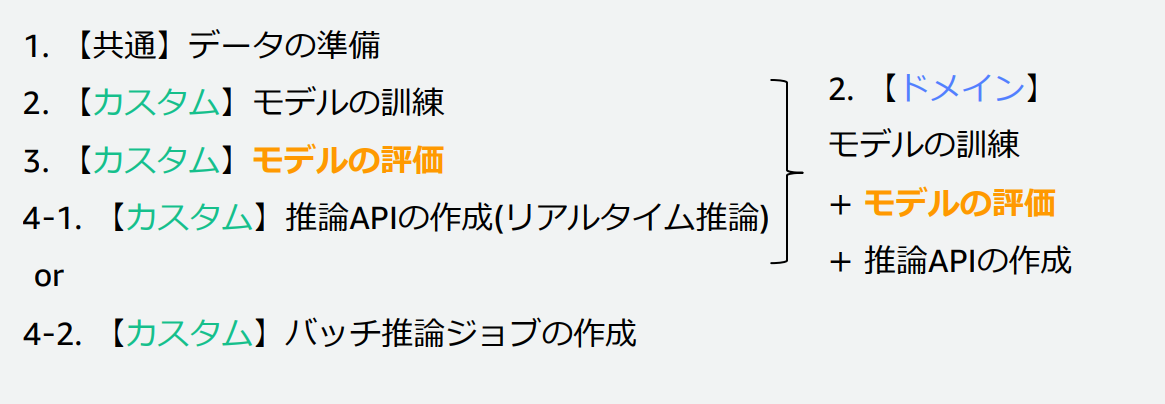 1. 【共通】データの準備
2. 【カスタム】モデルの訓練
3. 【カスタム】モデルの評価
4-1. 【カスタム】推論APIの作成(リアルタイム推論)
or
4-2. 【カスタム】バッチ推論ジョブの作成
2. 【ドメイン】
モデルの訓練
+ モデルの評価
+ 推論APIの作成